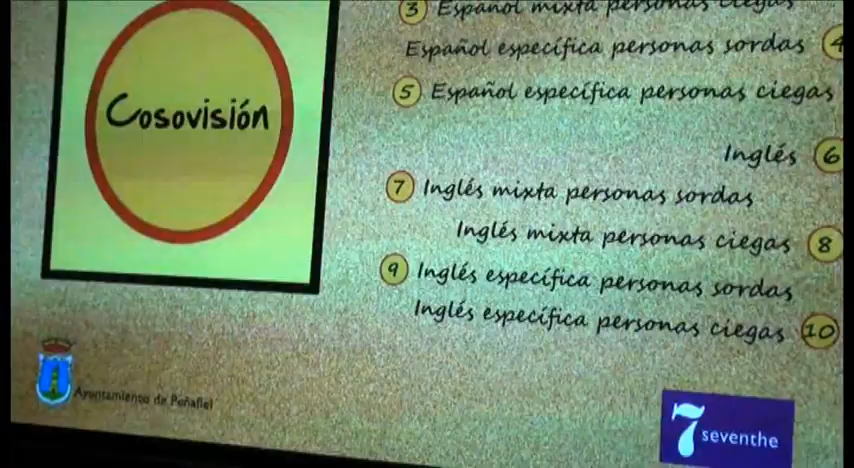 Cosovisión
3 Español mixta personas ciegas
Español específica personas sordas 4
5 Español específica personas ciegas
Inglés 6
7 Inglés mixta personas sordas
Inglés mixta personas ciegas 8
9 Inglés específica personas sordas
Inglés específica personas ciegas 10
Ayuntamiento de Peñafiel
7 seventhe